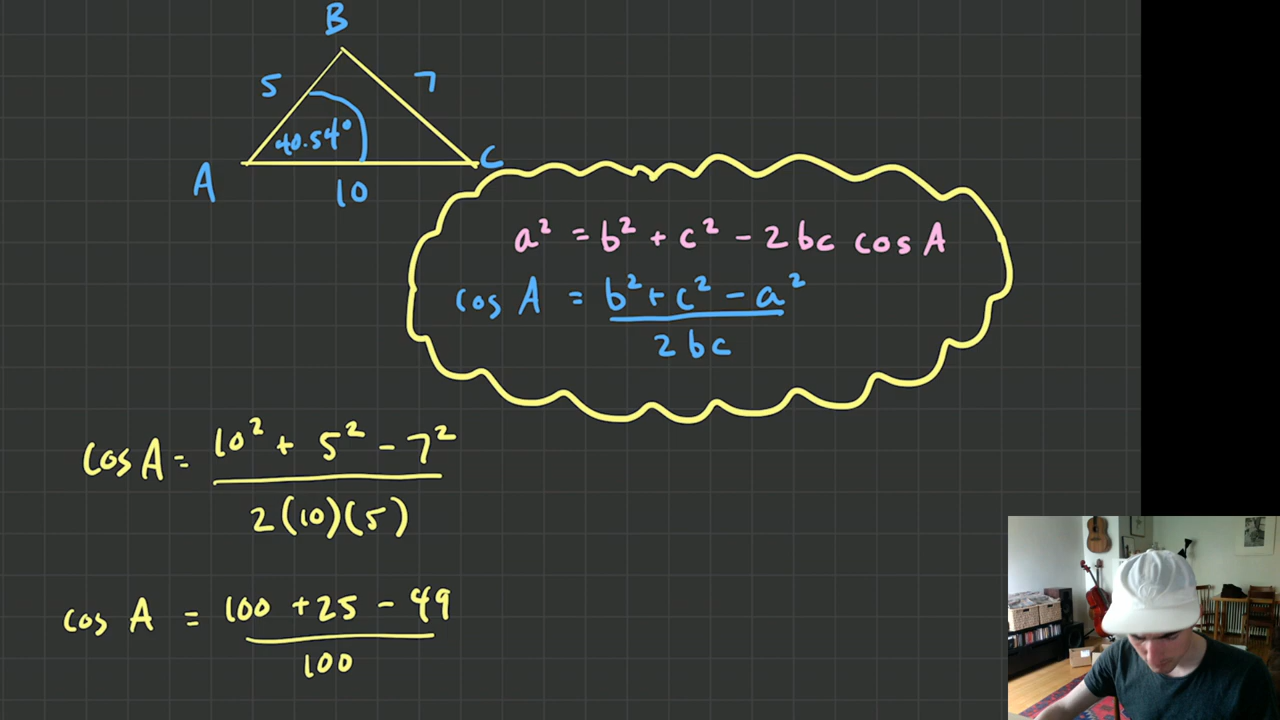 B
5
7
40.54°
A
C
10
a² = b² + c² - 2bc cos A
cos A = b² + c² - a² / 2bc
cos A = 10² + 5² - 7² / 2(10)(5)
cos A = 100 + 25 - 49 / 100